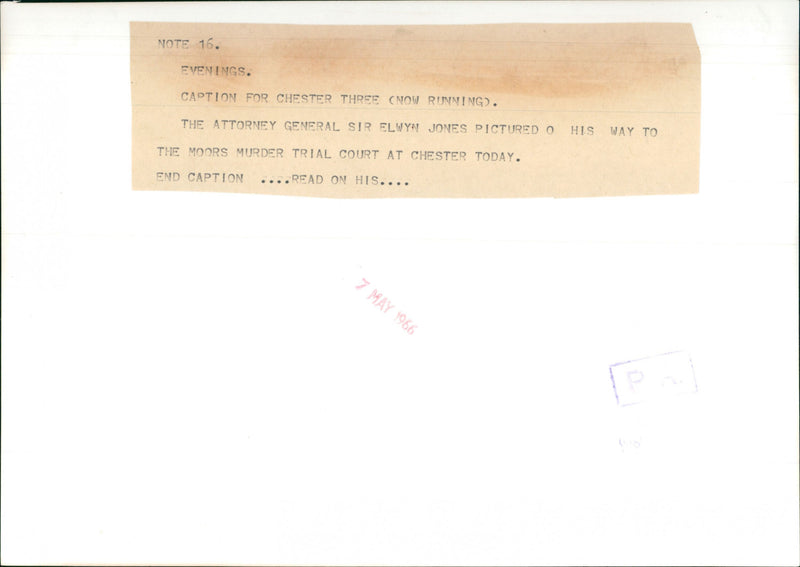 NOTE 16.
EVENINGS.
CAPTION FOR CHESTER THREE (NOW RUNNING).
THE ATTORNEY GENERAL SIR ELWYN JONES PICTURED O HIS WAY TO
THE MOORS MURDER TRIAL COURT AT CHESTER TODAY.
END CAPTION ....READ ON HIS....
7 MAY 1966